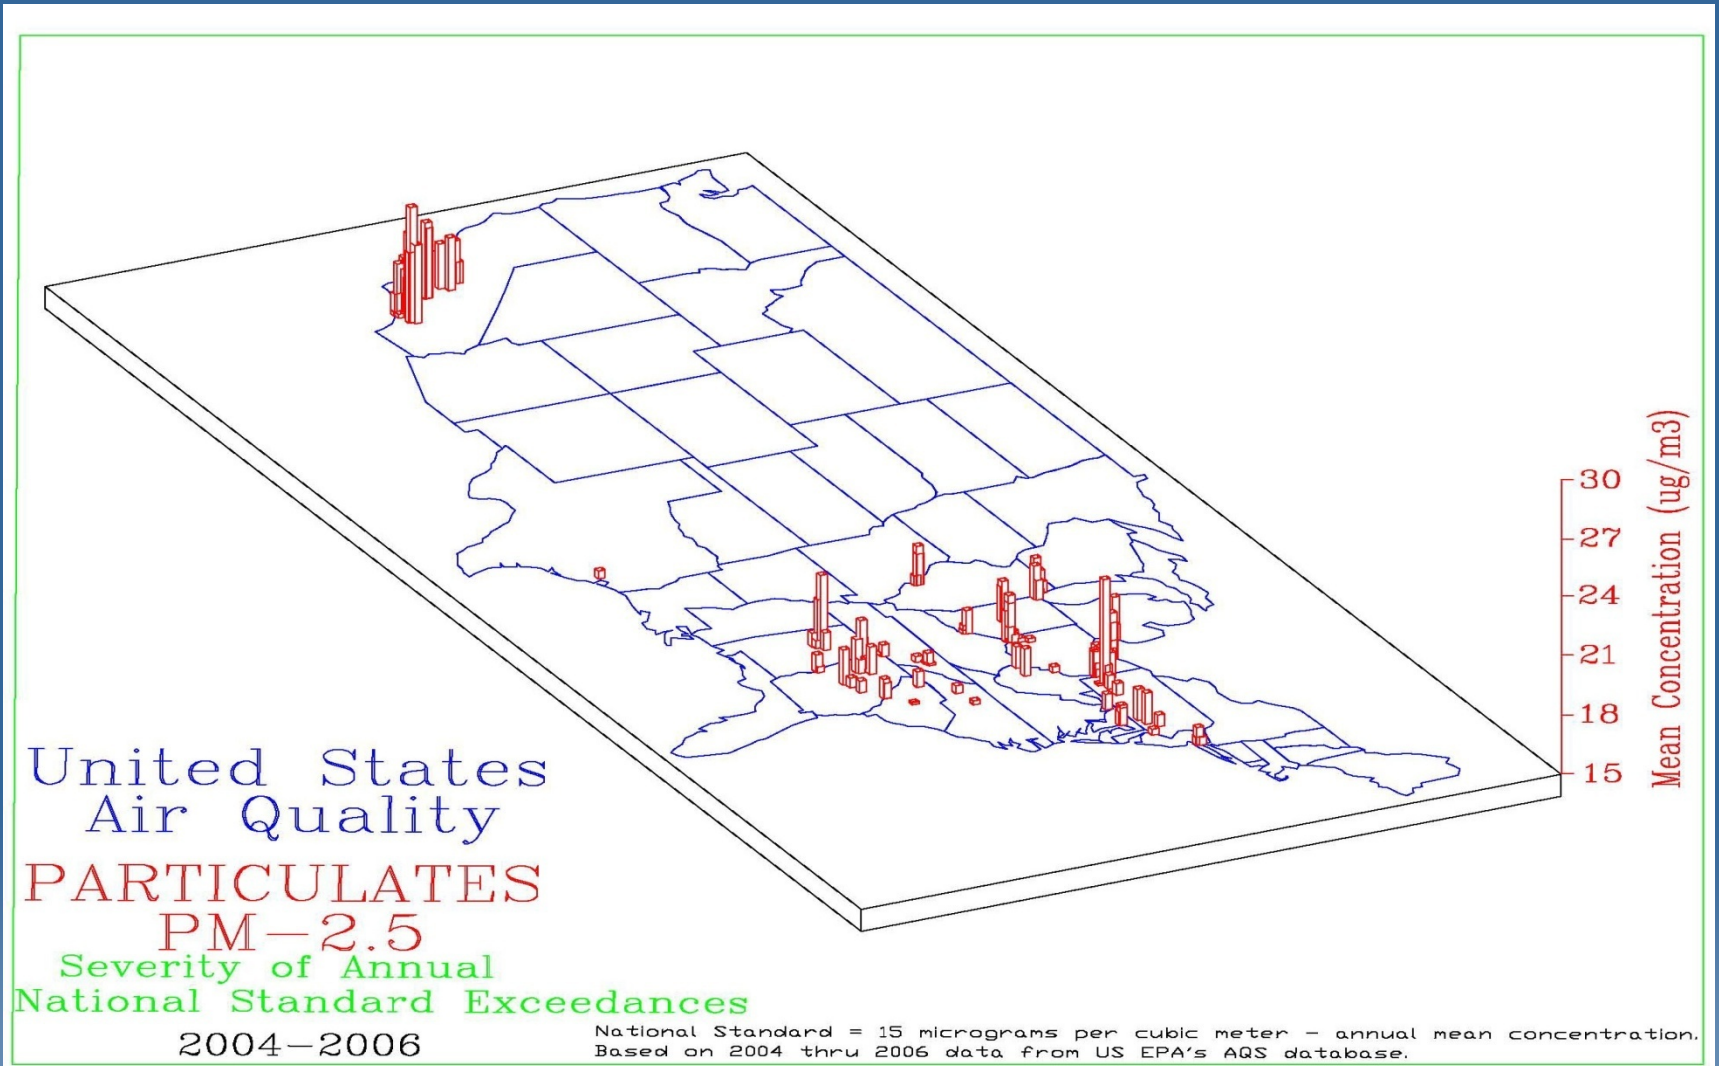 30
27
24
21
18
15
Mean Concentration (ug/m3)
United States
Air Quality
PARTICULATES
PM-2.5
Severity of Annual
National Standard Exceedances
2004-2006
National Standard = 15 micrograms per cubic meter - annual mean concentration.
Based on 2004 thru 2006 data from US EPA's AQS database.